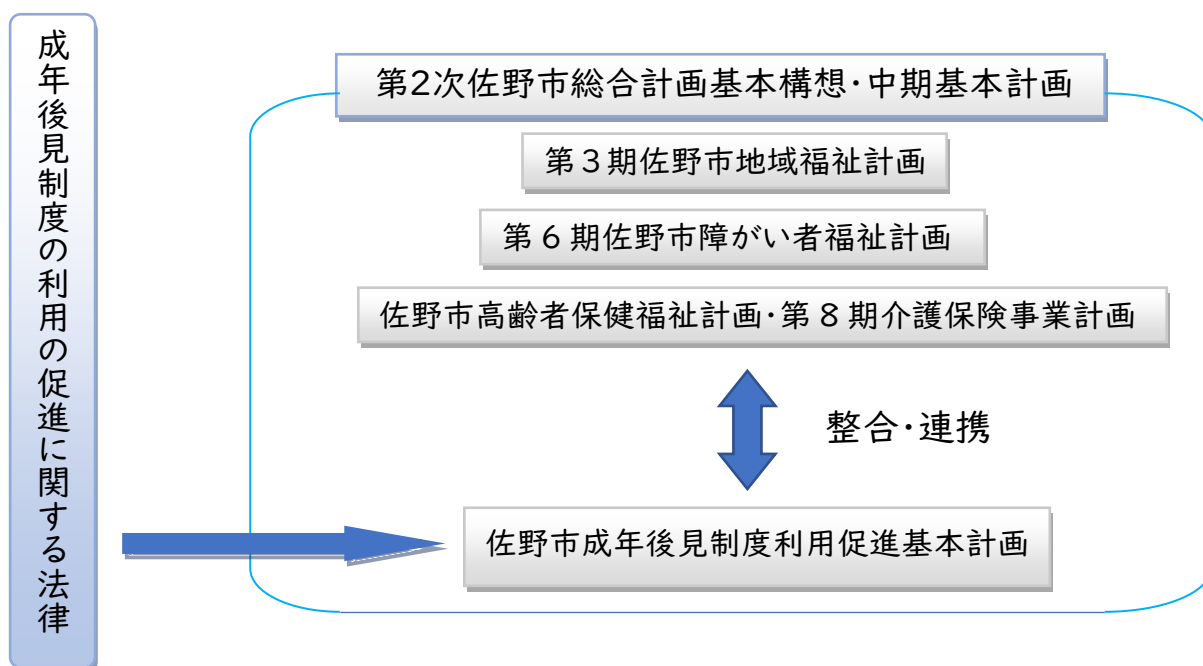 成年後見制度の利用の促進に関する法律
第2次佐野市総合計画基本構想・中期基本計画
第3期佐野市地域福祉計画
第6期佐野市障がい者福祉計画
佐野市高齢者保健福祉計画・第8期介護保険事業計画
整合・連携
佐野市成年後見制度利用促進基本計画